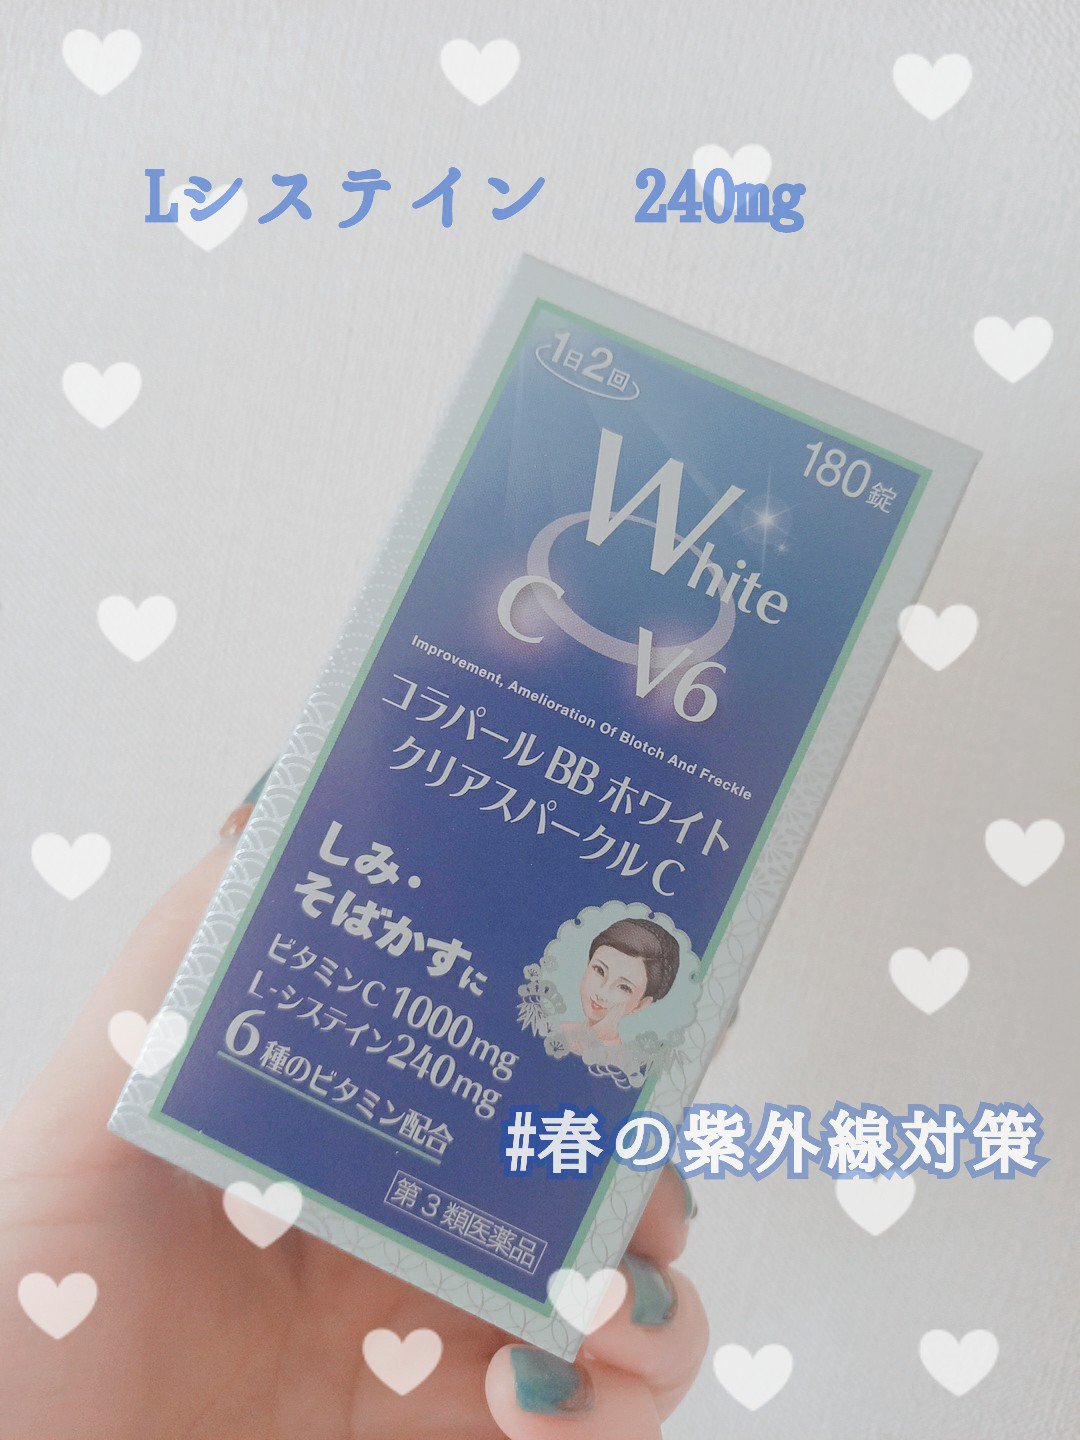 Lシステイン 240mg
1日2回
180錠
White
C V6
Improvement, Amelioration Of Blotch And Freckle
コラパールBBホワイト
クリアスパークルC
しみ・
そばかすに
ビタミンC 1000mg
L-システイン240mg
6種のビタミン配合
第3類医薬品
#春の紫外線対策